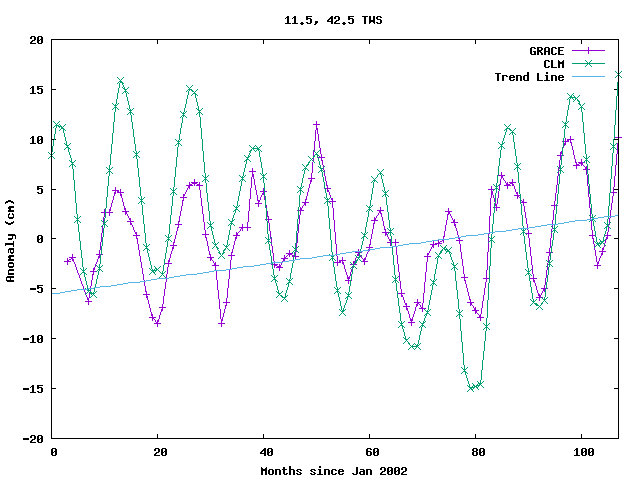 11.5, 42.5 TWS
GRACE
CLM
Trend Line
20
15
10
5
0
-5
-10
-15
-20
Anomaly (cm)
0 20 40 60 80 100
Months since Jan 2002